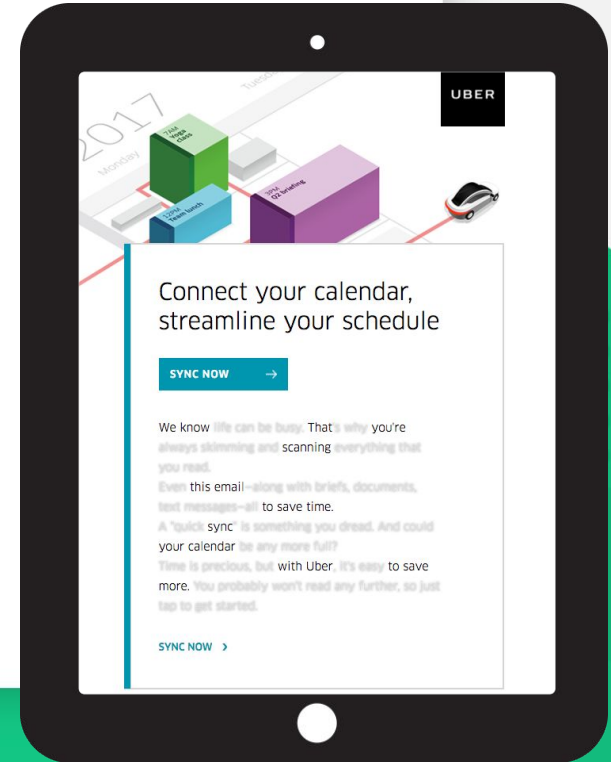 2017
Monday
Tuesday
UBER
7AM
Yoga
class
12PM
Team lunch
3PM
Q2 briefing
Connect your calendar,
streamline your schedule
SYNC NOW →
We know life can be busy. That's why you're
always skimming and scanning everything that
you read.
Even this email–along with briefs, documents,
text messages–all to save time.
A "quick sync" is something you dread. And could
your calendar be any more full?
Time is precious, but with Uber, it's easy to save
more. You probably won't read any further, so just
tap to get started.
SYNC NOW >